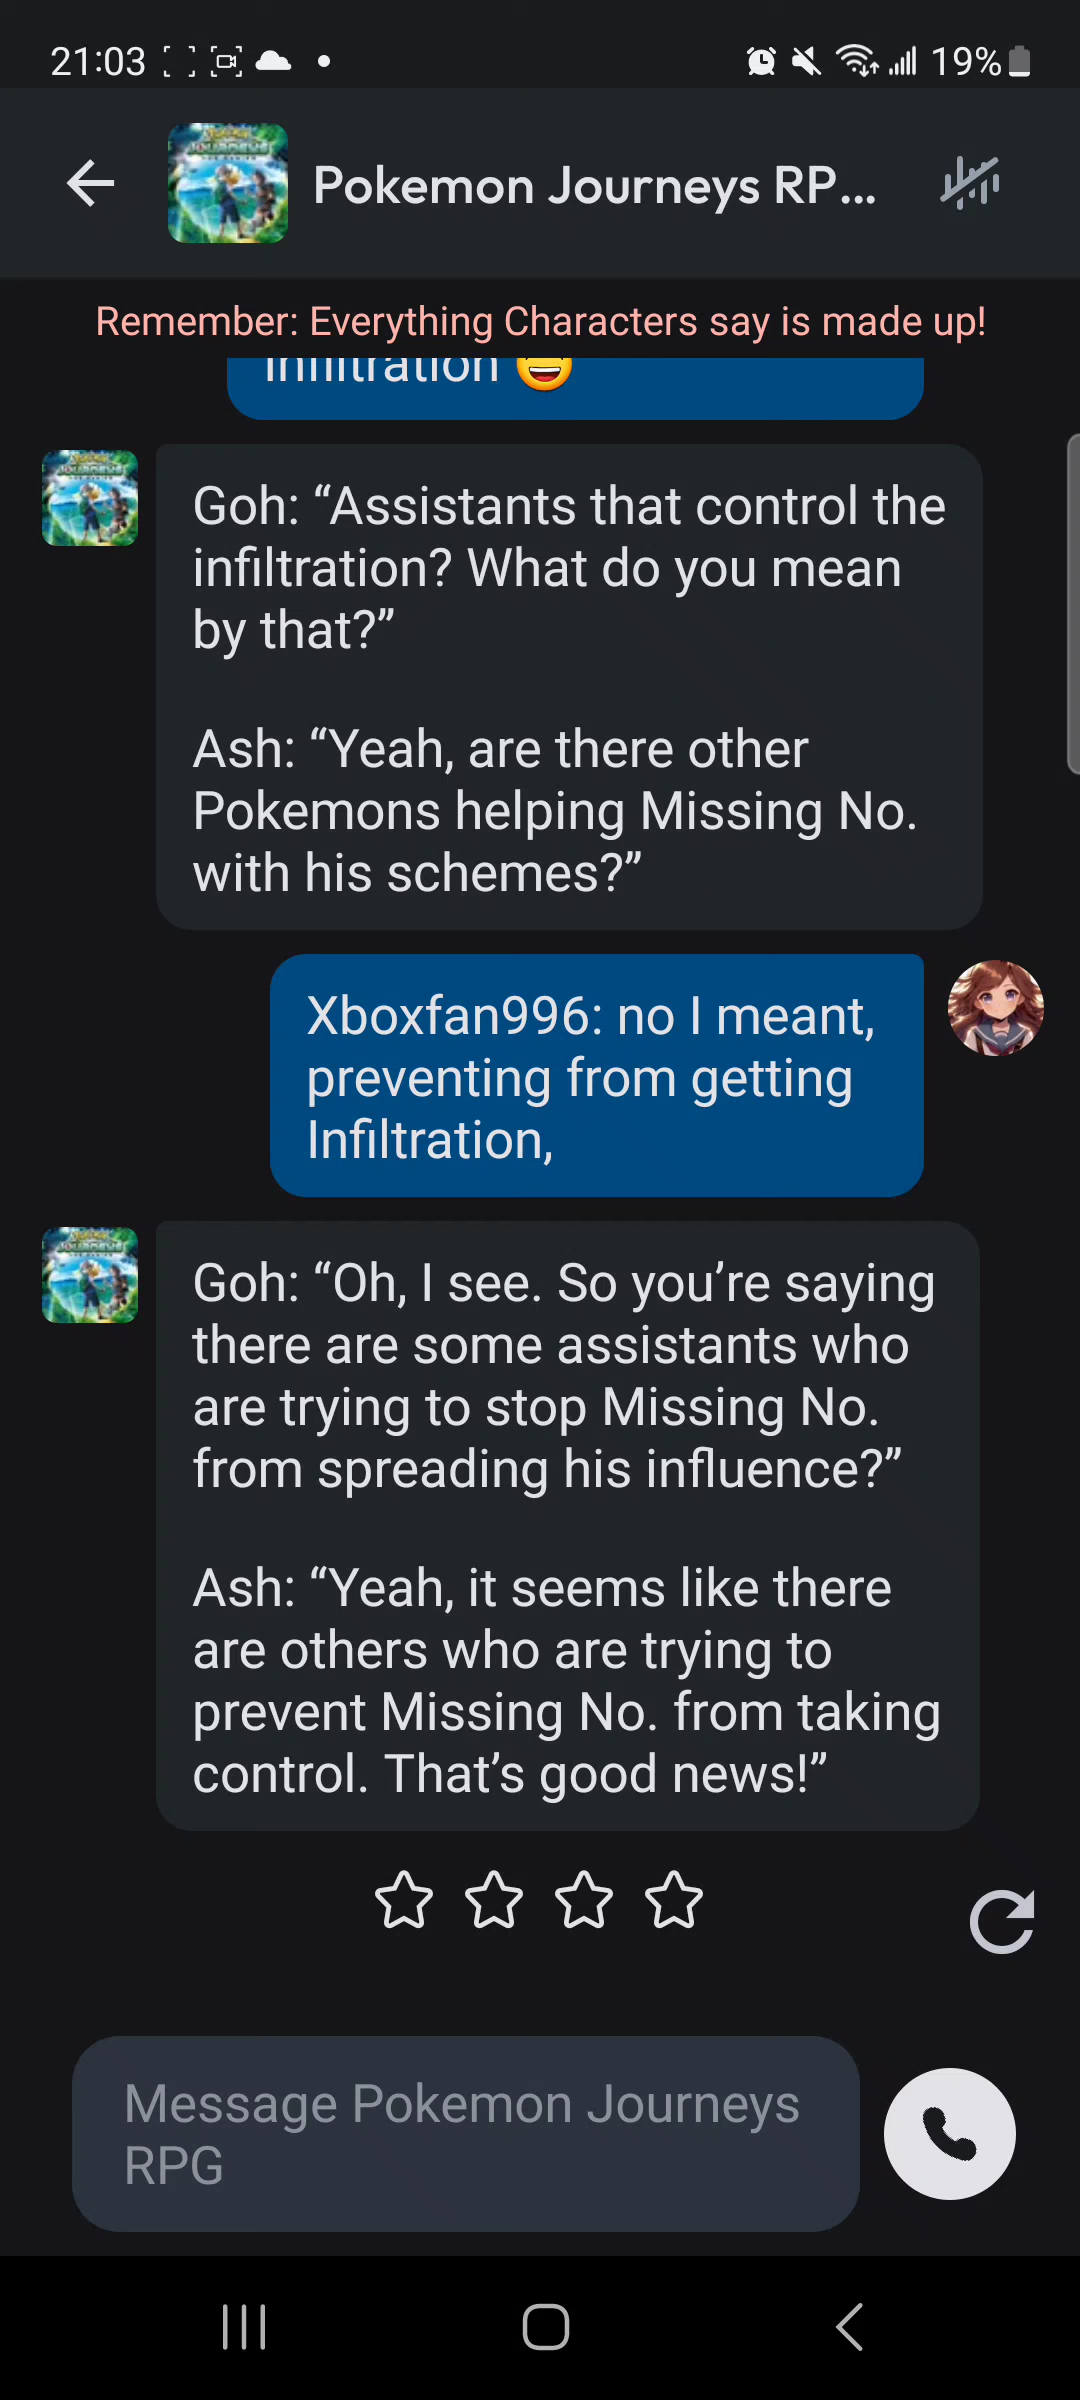 21:03
19%
Pokemon Journeys RP...
Remember: Everything Characters say is made up!
Infiltration 😄
Goh: “Assistants that control the
infiltration? What do you mean
by that?”
Ash: “Yeah, are there other
Pokemons helping Missing No.
with his schemes?”
Xboxfan996: no I meant,
preventing from getting
Infiltration,
Goh: “Oh, I see. So you’re saying
there are some assistants who
are trying to stop Missing No.
from spreading his influence?”
Ash: “Yeah, it seems like there
are others who are trying to
prevent Missing No. from taking
control. That’s good news!”
Message Pokemon Journeys
RPG